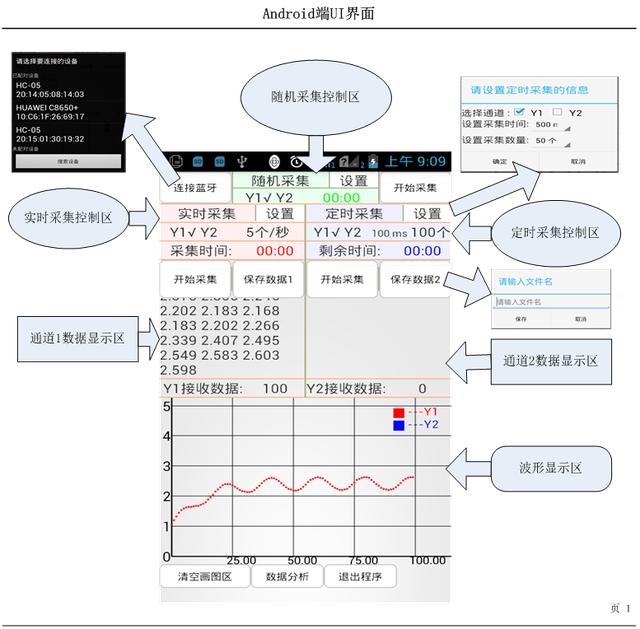 Android端UI界面
请选择要连接的设备
已配对设备
HC-05
20:14:05:08:14:03
HUAWEI C8650+
10:C6:1F:26:69:17
HC-05
20:15:01:30:19:32
未配对设备
搜索设备
随机采集控制区
请设置定时采集的信息
选择通道: Y1 Y2
设置采集时间: 500
设置采集数量: 50 个
确定 取消
上午 9:09
连接蓝牙
随机采集 设置
Y1√ Y2 00:00
开始采集
实时采集控制区
实时采集 设置
Y1√ Y2 5个/秒
采集时间: 00:00
定时采集 设置
Y1√ Y2 100 ms 100个
剩余时间: 00:00
定时采集控制区
开始采集 保存数据1 开始采集 保存数据2
请输入文件名
请输入文件名
保存 取消
通道1数据显示区
2.202 2.183 2.168
2.183 2.202 2.266
2.339 2.407 2.495
2.549 2.583 2.603
2.598
通道2数据显示区
Y1接收数据: 100 Y2接收数据: 0
5
4
3
2
1
0
---Y1
---Y2
25.00 50.00 75.00 100.00
波形显示区
清空画图区 数据分析 退出程序
页 1